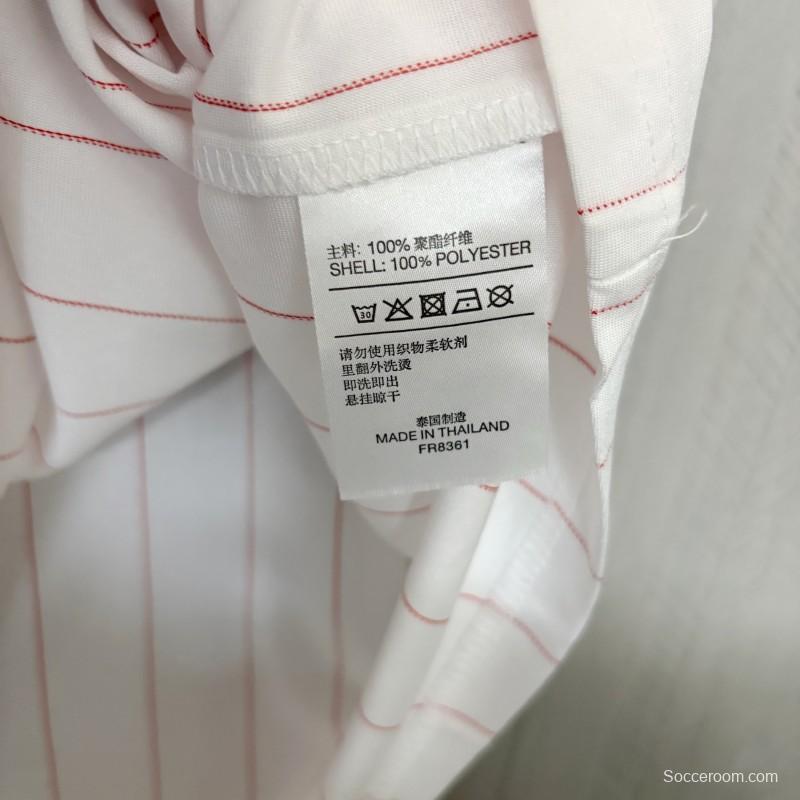 主料: 100% 聚酯纤维
SHELL: 100% POLYESTER
30
请勿使用织物柔软剂
里翻外洗烫
即洗即出
悬挂晾干
泰国制造
MADE IN THAILAND
FR8361
Socceroom.com